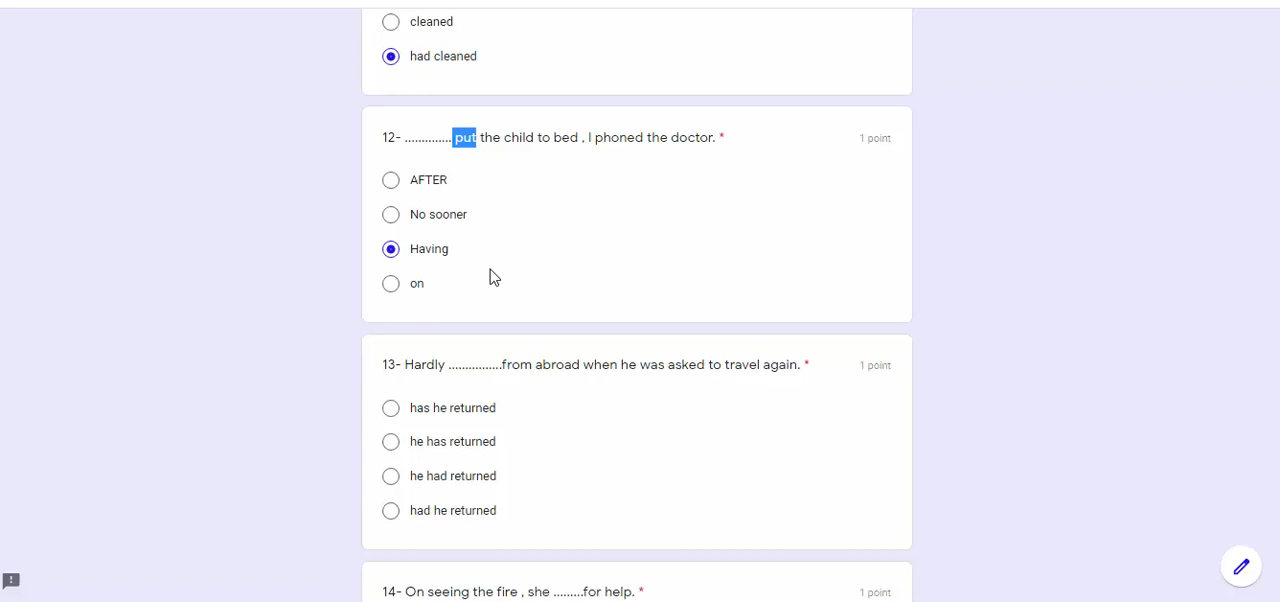 cleaned
had cleaned
12- .............. put the child to bed , I phoned the doctor. * 1 point
AFTER
No sooner
Having
on
13- Hardly ................from abroad when he was asked to travel again. * 1 point
has he returned
he has returned
he had returned
had he returned
14- On seeing the fire , she .........for help. * 1 point